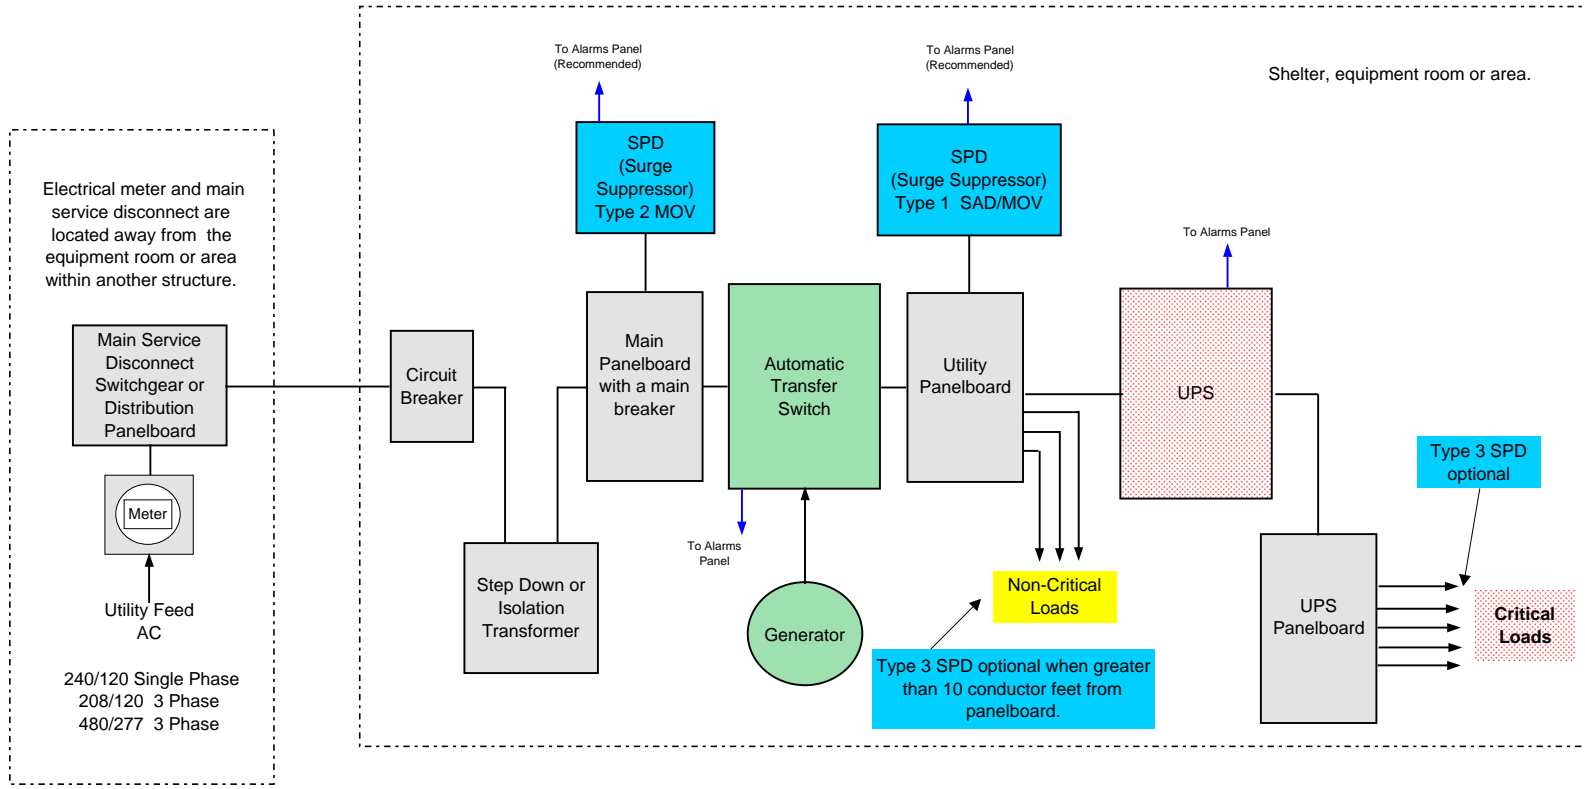 Electrical meter and main
service disconnect are
located away from the
equipment room or area
within another structure.
Main Service
Disconnect
Switchgear or
Distribution
Panelboard
Meter
Utility Feed
AC
240/120 Single Phase
208/120 3 Phase
480/277 3 Phase
Shelter, equipment room or area.
Circuit
Breaker
Step Down or
Isolation
Transformer
To Alarms Panel
(Recommended)
SPD
(Surge
Suppressor)
Type 2 MOV
Main
Panelboard
with a main
breaker
Automatic
Transfer
Switch
To Alarms
Panel
Generator
To Alarms Panel
(Recommended)
SPD
(Surge Suppressor)
Type 1 SAD/MOV
Utility
Panelboard
Non-Critical
Loads
Type 3 SPD optional when greater
than 10 conductor feet from
panelboard.
To Alarms Panel
UPS
UPS
Panelboard
Type 3 SPD
optional
Critical
Loads